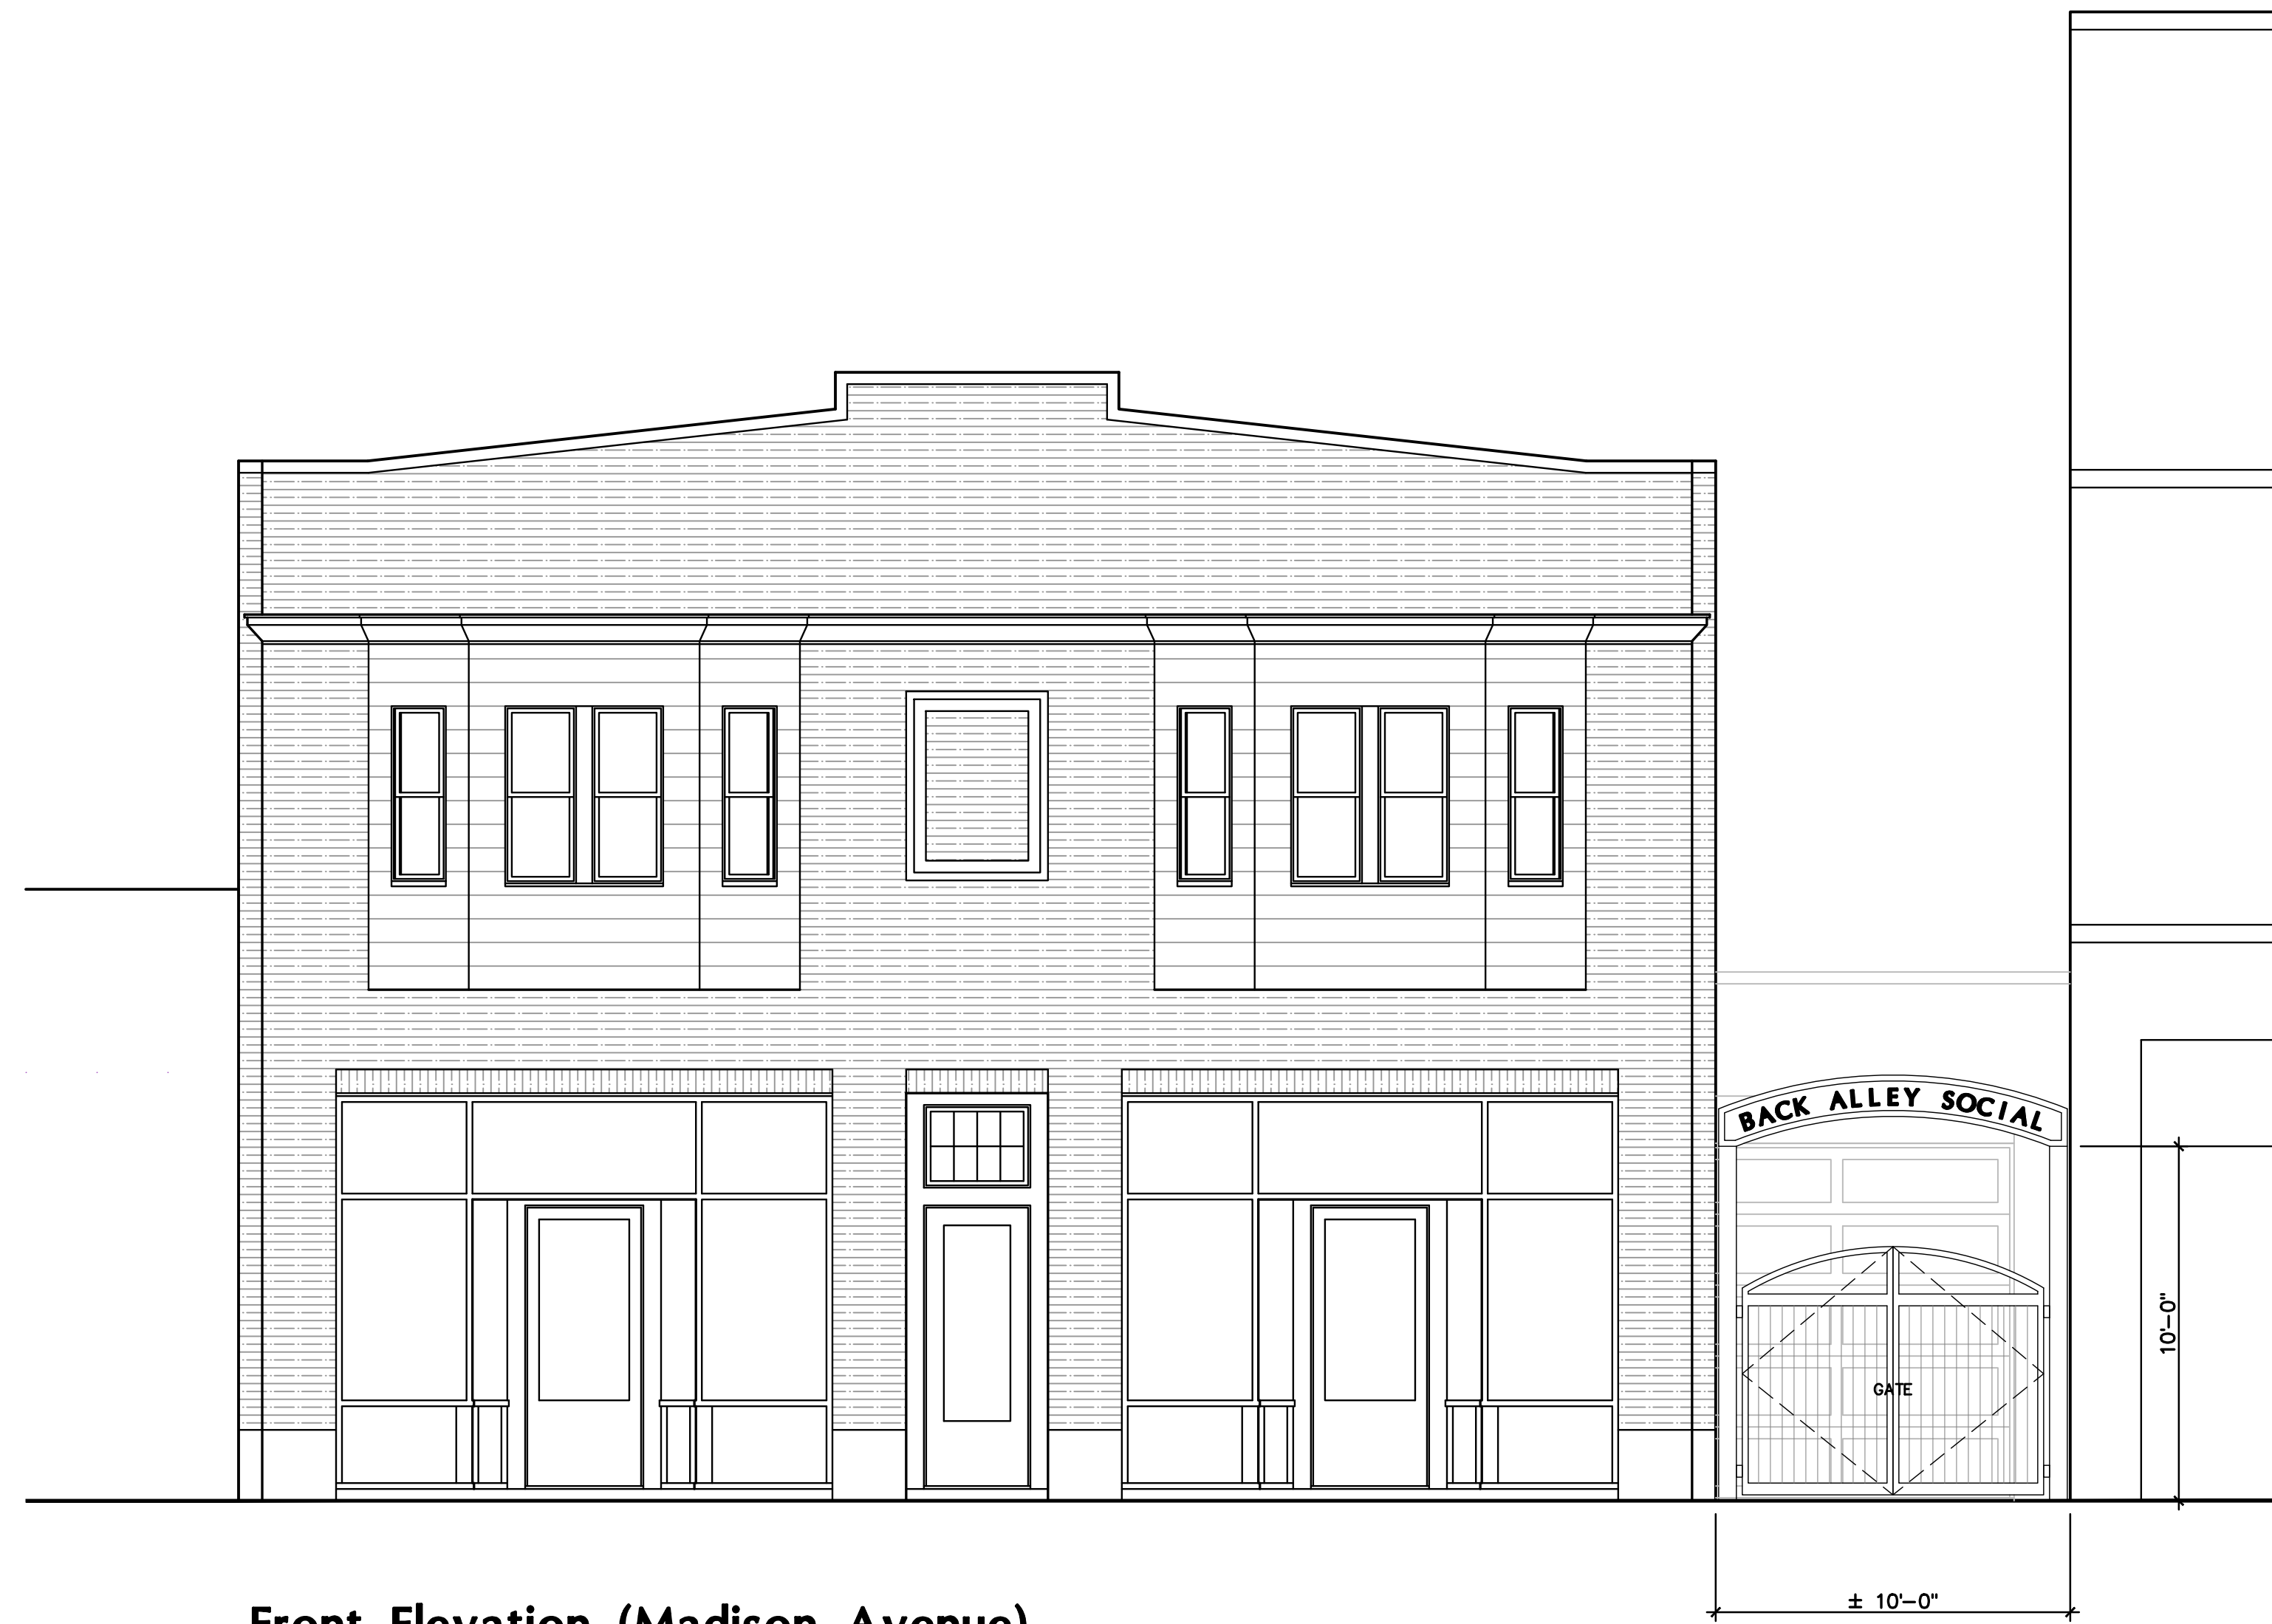 BACK ALLEY SOCIAL
GATE
10'-0"
± 10'-0"
Front Elevation (Madison Avenue)